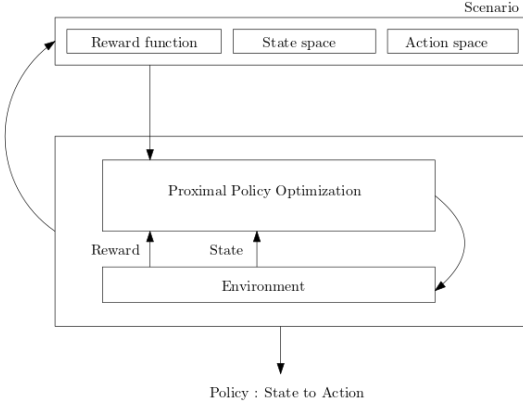 Scenario
Reward function State space Action space
Proximal Policy Optimization
Reward State
Environment
Policy : State to Action